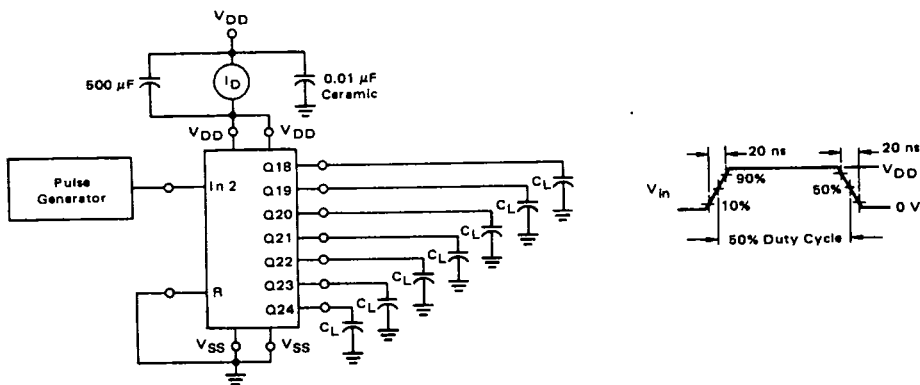 VDD
500 µF
ID
0.01 µF
Ceramic
VDD
VDD
Pulse
Generator
In 2
R
Q18
Q19
Q20
Q21
Q22
Q23
Q24
CL
CL
CL
CL
CL
CL
CL
VSS
VSS
20 ns
20 ns
Vin
90%
10%
50%
VDD
0 V
50% Duty Cycle